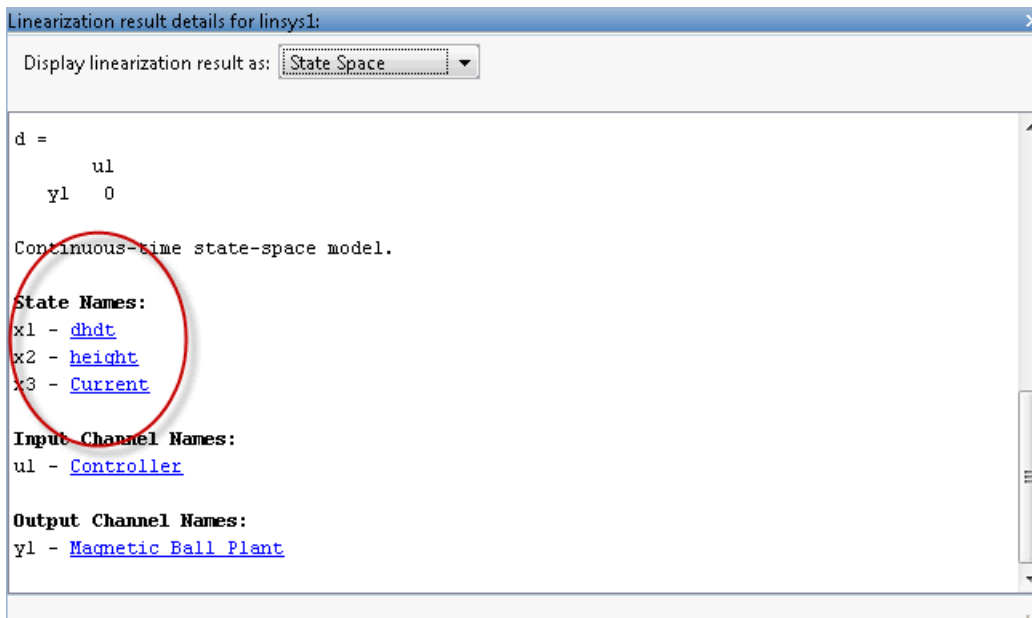 Linearization result details for linsys1:
Display linearization result as: State Space
d =
u1
y1 0
Continuous-time state-space model.
State Names:
x1 - dhdt
x2 - height
x3 - Current
Input Channel Names:
u1 - Controller
Output Channel Names:
y1 - Magnetic Ball Plant